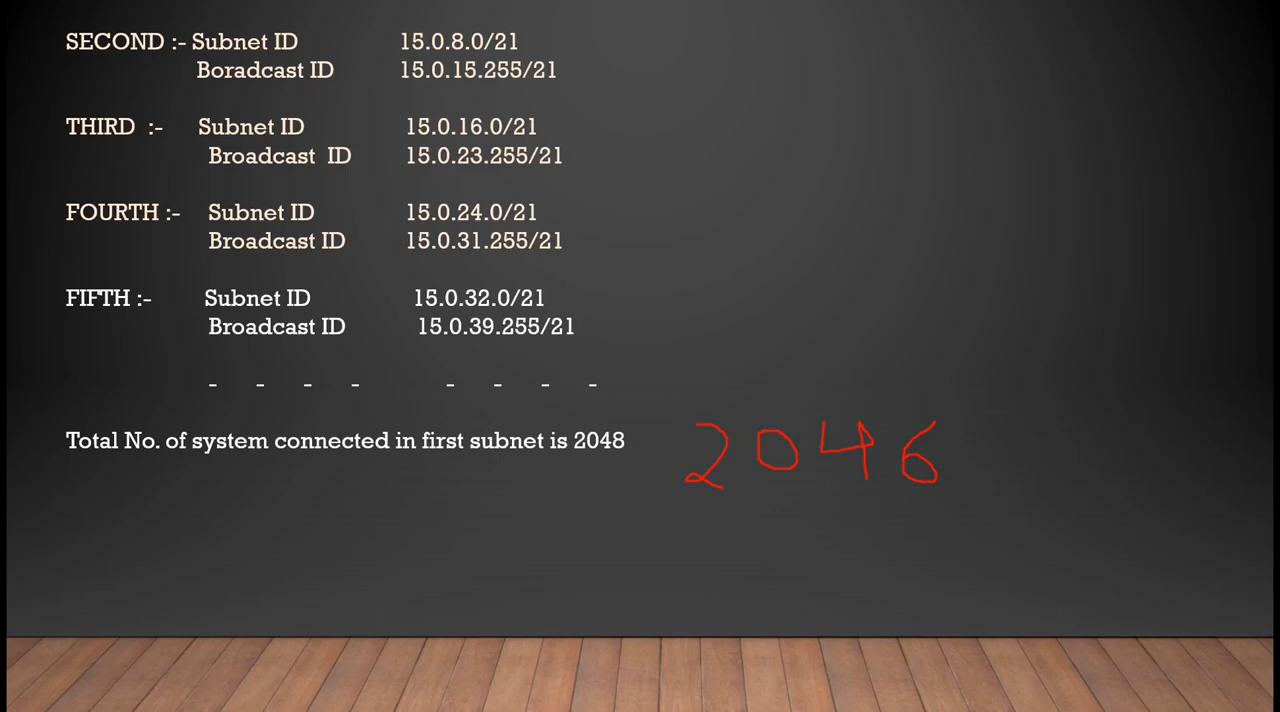 SECOND :- Subnet ID 15.0.8.0/21
Boradcast ID 15.0.15.255/21
THIRD :- Subnet ID 15.0.16.0/21
Broadcast ID 15.0.23.255/21
FOURTH :- Subnet ID 15.0.24.0/21
Broadcast ID 15.0.31.255/21
FIFTH :- Subnet ID 15.0.32.0/21
Broadcast ID 15.0.39.255/21
- - - - - - - -
Total No. of system connected in first subnet is 2048 2046